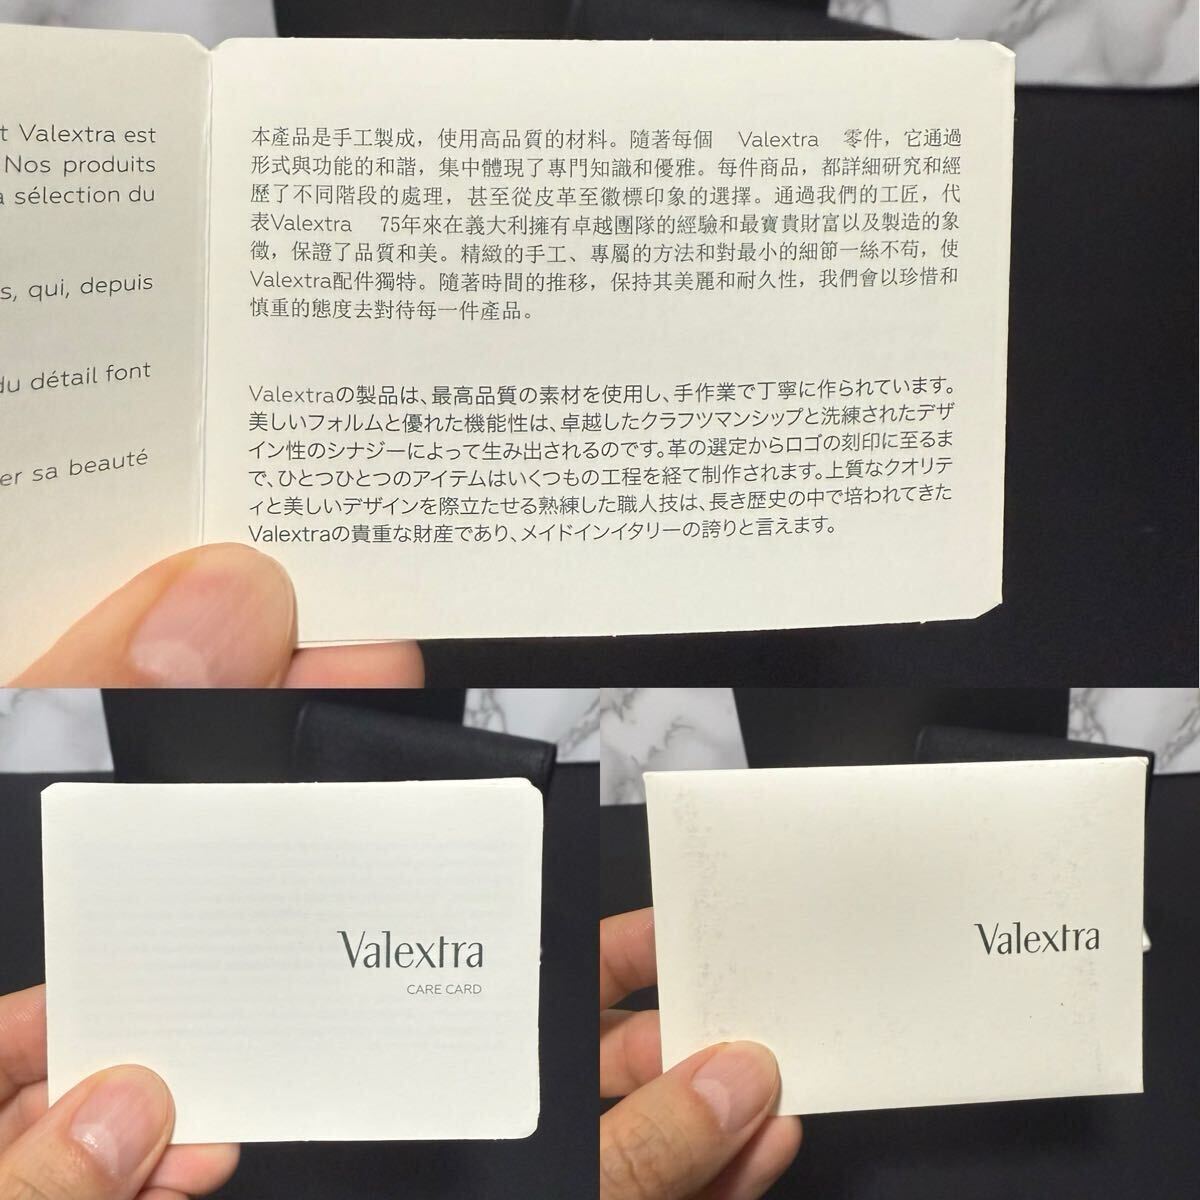 t Valextra est
Nos produits
a sélection du
s, qui, depuis
du détail font
er sa beauté
本產品是手工製成，使用高品質的材料。隨著每個 Valextra 零件，它通過
形式與功能的和諧，集中體現了專門知識和優雅。每件商品，都詳細研究和經
歷了不同階段的處理，甚至從皮革至徽標印象的選擇。通過我們的工匠，代
表Valextra 75年來在義大利擁有卓越團隊的經驗和最寶貴財富以及製造的象
徵，保證了品質和美。精緻的手工、專屬的方法和對最小的細節一絲不苟，使
Valextra配件獨特。隨著時間的推移，保持其美麗和耐久性，我們會以珍惜和
慎重的態度去對待每一件產品。
Valextraの製品は、最高品質の素材を使用し、手作業で丁寧に作られています。
美しいフォルムと優れた機能性は、卓越したクラフツマンシップと洗練されたデザ
イン性のシナジーによって生み出されるのです。革の選定からロゴの刻印に至るま
で、ひとつひとつのアイテムはいくつもの工程を経て制作されます。上質なクオリテ
ィと美しいデザインを際立たせる熟練した職人技は、長き歴史の中で培われてきた
Valextraの貴重な財産であり、メイドインイタリーの誇りと言えます。
Valextra
CARE CARD
Valextra